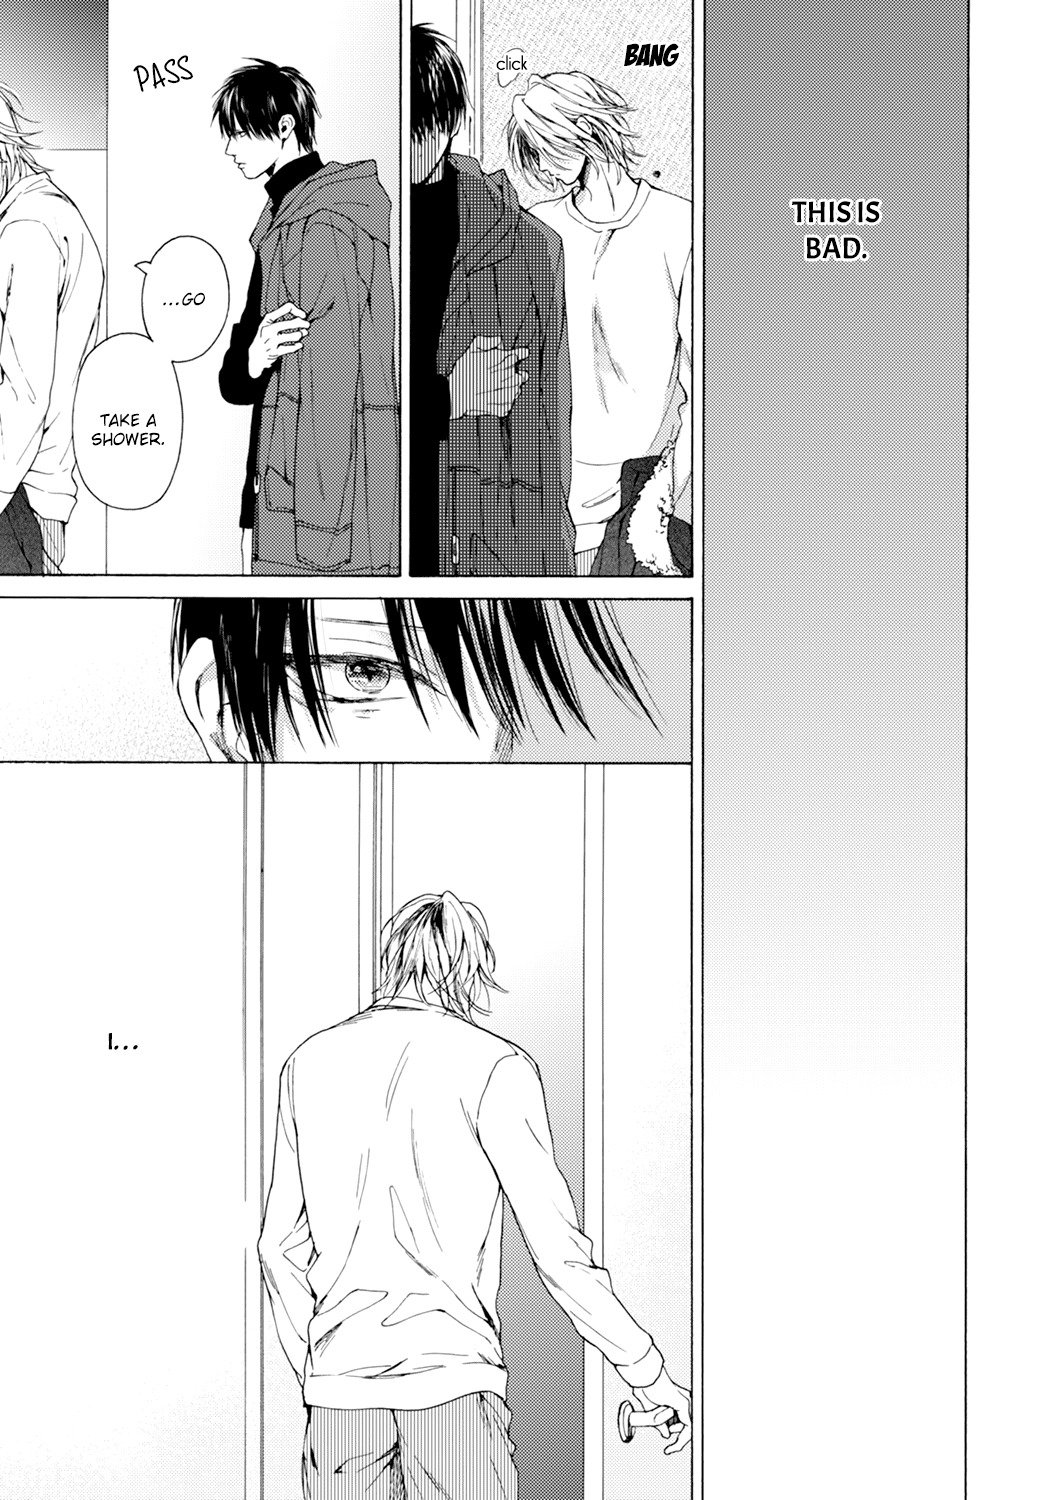 THIS IS
BAD.
BANG
click
PASS
...GO
TAKE A
SHOWER.
I...